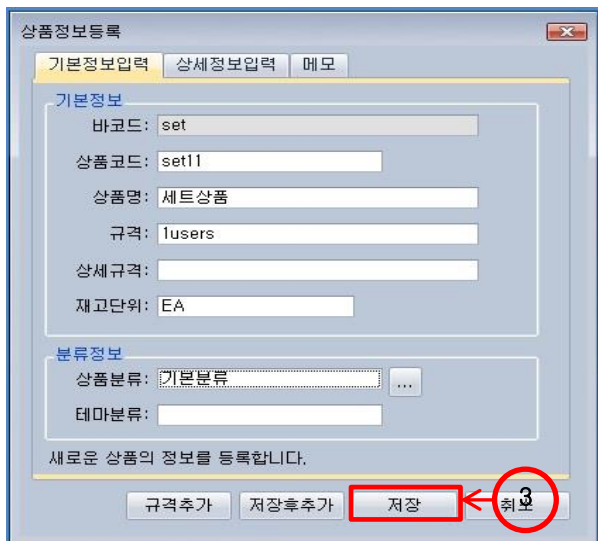 상품정보등록
기본정보입력 상세정보입력 메모
기본정보
바코드: set
상품코드: set11
상품명: 세트상품
규격: 1users
상세규격:
재고단위: EA
분류정보
상품분류: 기본분류 ...
테마분류:
새로운 상품의 정보를 등록합니다.
규격추가 저장후추가 저장 3